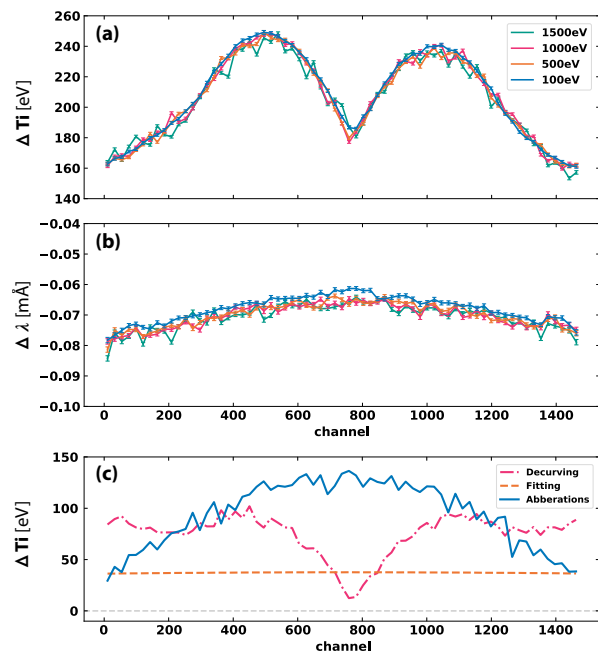 (a)
Δ Ti [eV]
260
240
220
200
180
160
140
1500eV
1000eV
500eV
100eV
(b)
Δ λ [mÅ]
−0.04
−0.05
−0.06
−0.07
−0.08
−0.09
−0.10
0 200 400 600 800 1000 1200 1400
channel
(c)
Δ Ti [eV]
150
100
50
0
Decurving
Fitting
Abberations
0 200 400 600 800 1000 1200 1400
channel